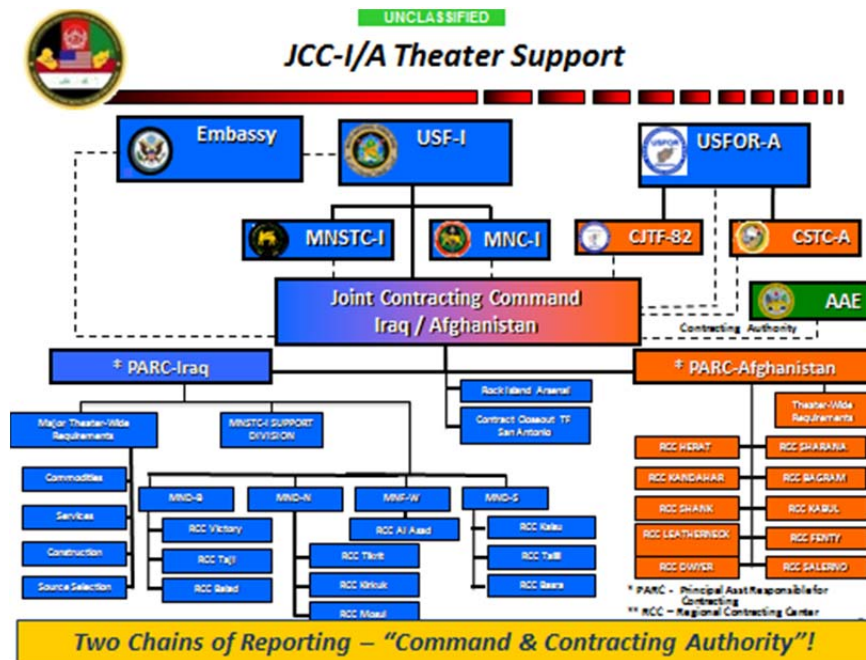 UNCLASSIFIED
JCC-I/A Theater Support
Embassy
USF-I
USFOR-A
USFOR
MNSTC-I
MNC-I
CJTF-82
CSTC-A
Joint Contracting Command
Iraq / Afghanistan
AAE
Contracting Authority
* PARC-Iraq
* PARC-Afghanistan
Rock Island Arsenal
Contract Closeout TF
San Antonio
Major Theater-Wide
Requirements
MNSTC-I SUPPORT
DIVISION
Theater-Wide
Requirements
Commodities
Services
Construction
Source Selection
MND-B
RCC Victory
RCC Taji
RCC Balad
MND-N
RCC Tikrit
RCC Kirkuk
RCC Mosul
MNF-W
RCC Al Asad
MND-S
RCC Kalsu
RCC Tallil
RCC Basra
RCC HERAT
RCC KANDAHAR
RCC SHANK
RCC LEATHERNECK
RCC DWYER
RCC SHARANA
RCC BAGRAM
RCC KABUL
RCC FENTY
RCC SALERNO
* PARC - Principal Asst Responsible for
Contracting
** RCC – Regional Contracting Center
Two Chains of Reporting – “Command & Contracting Authority”!